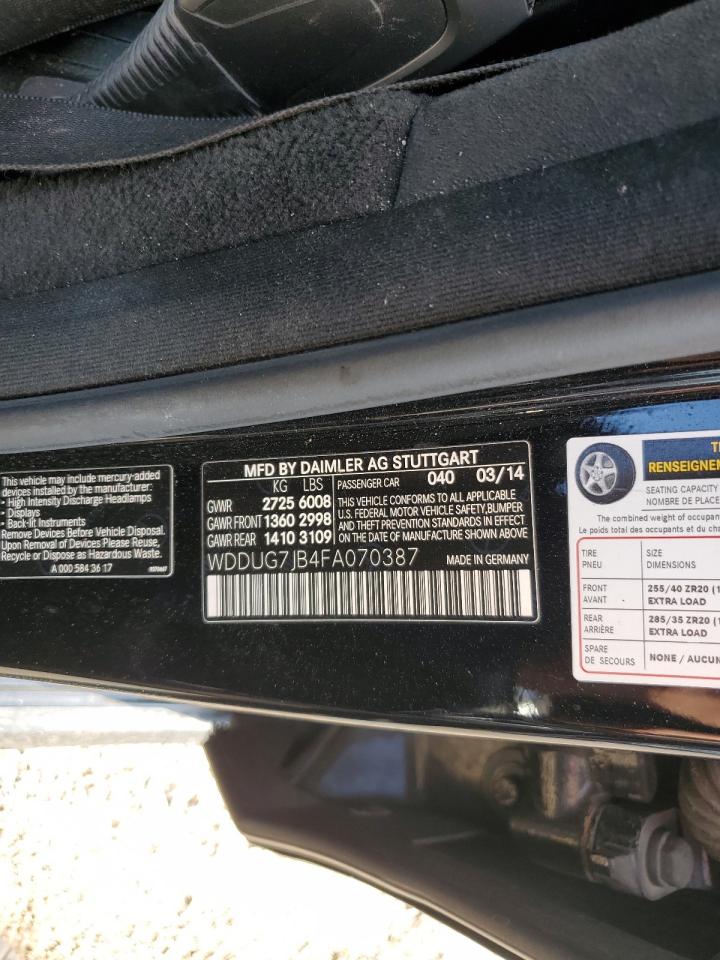 This vehicle may include mercury-added
devices installed by the manufacturer:
- High Intensity Discharge Headlamps
- Displays
- Back-lit Instruments
Remove Devices Before Vehicle Disposal.
Upon Removal of Devices Please Reuse,
Recycle or Dispose as Hazardous Waste.
A 000 584 36 17
MFD BY DAIMLER AG STUTTGART
KG LBS
GVWR 2725 6008
GAWR FRONT 1360 2998
GAWR REAR 1410 3109
PASSENGER CAR 040 03/14
THIS VEHICLE CONFORMS TO ALL APPLICABLE
U.S. FEDERAL MOTOR VEHICLE SAFETY, BUMPER
AND THEFT PREVENTION STANDARDS IN EFFECT
ON THE DATE OF MANUFACTURE SHOWN ABOVE
WDDUG7JB4FA070387
MADE IN GERMANY
RENSEIGNEM
SEATING CAPACITY
NOMBRE DE PLACE
The combined weight of occupan
Le poids total des occupants et du cha
TIRE
PNEU
SIZE
DIMENSIONS
FRONT
AVANT
255/40 ZR20 (1
EXTRA LOAD
REAR
ARRIÈRE
285/35 ZR20 (1
EXTRA LOAD
SPARE
DE SECOURS
NONE / AUCUN